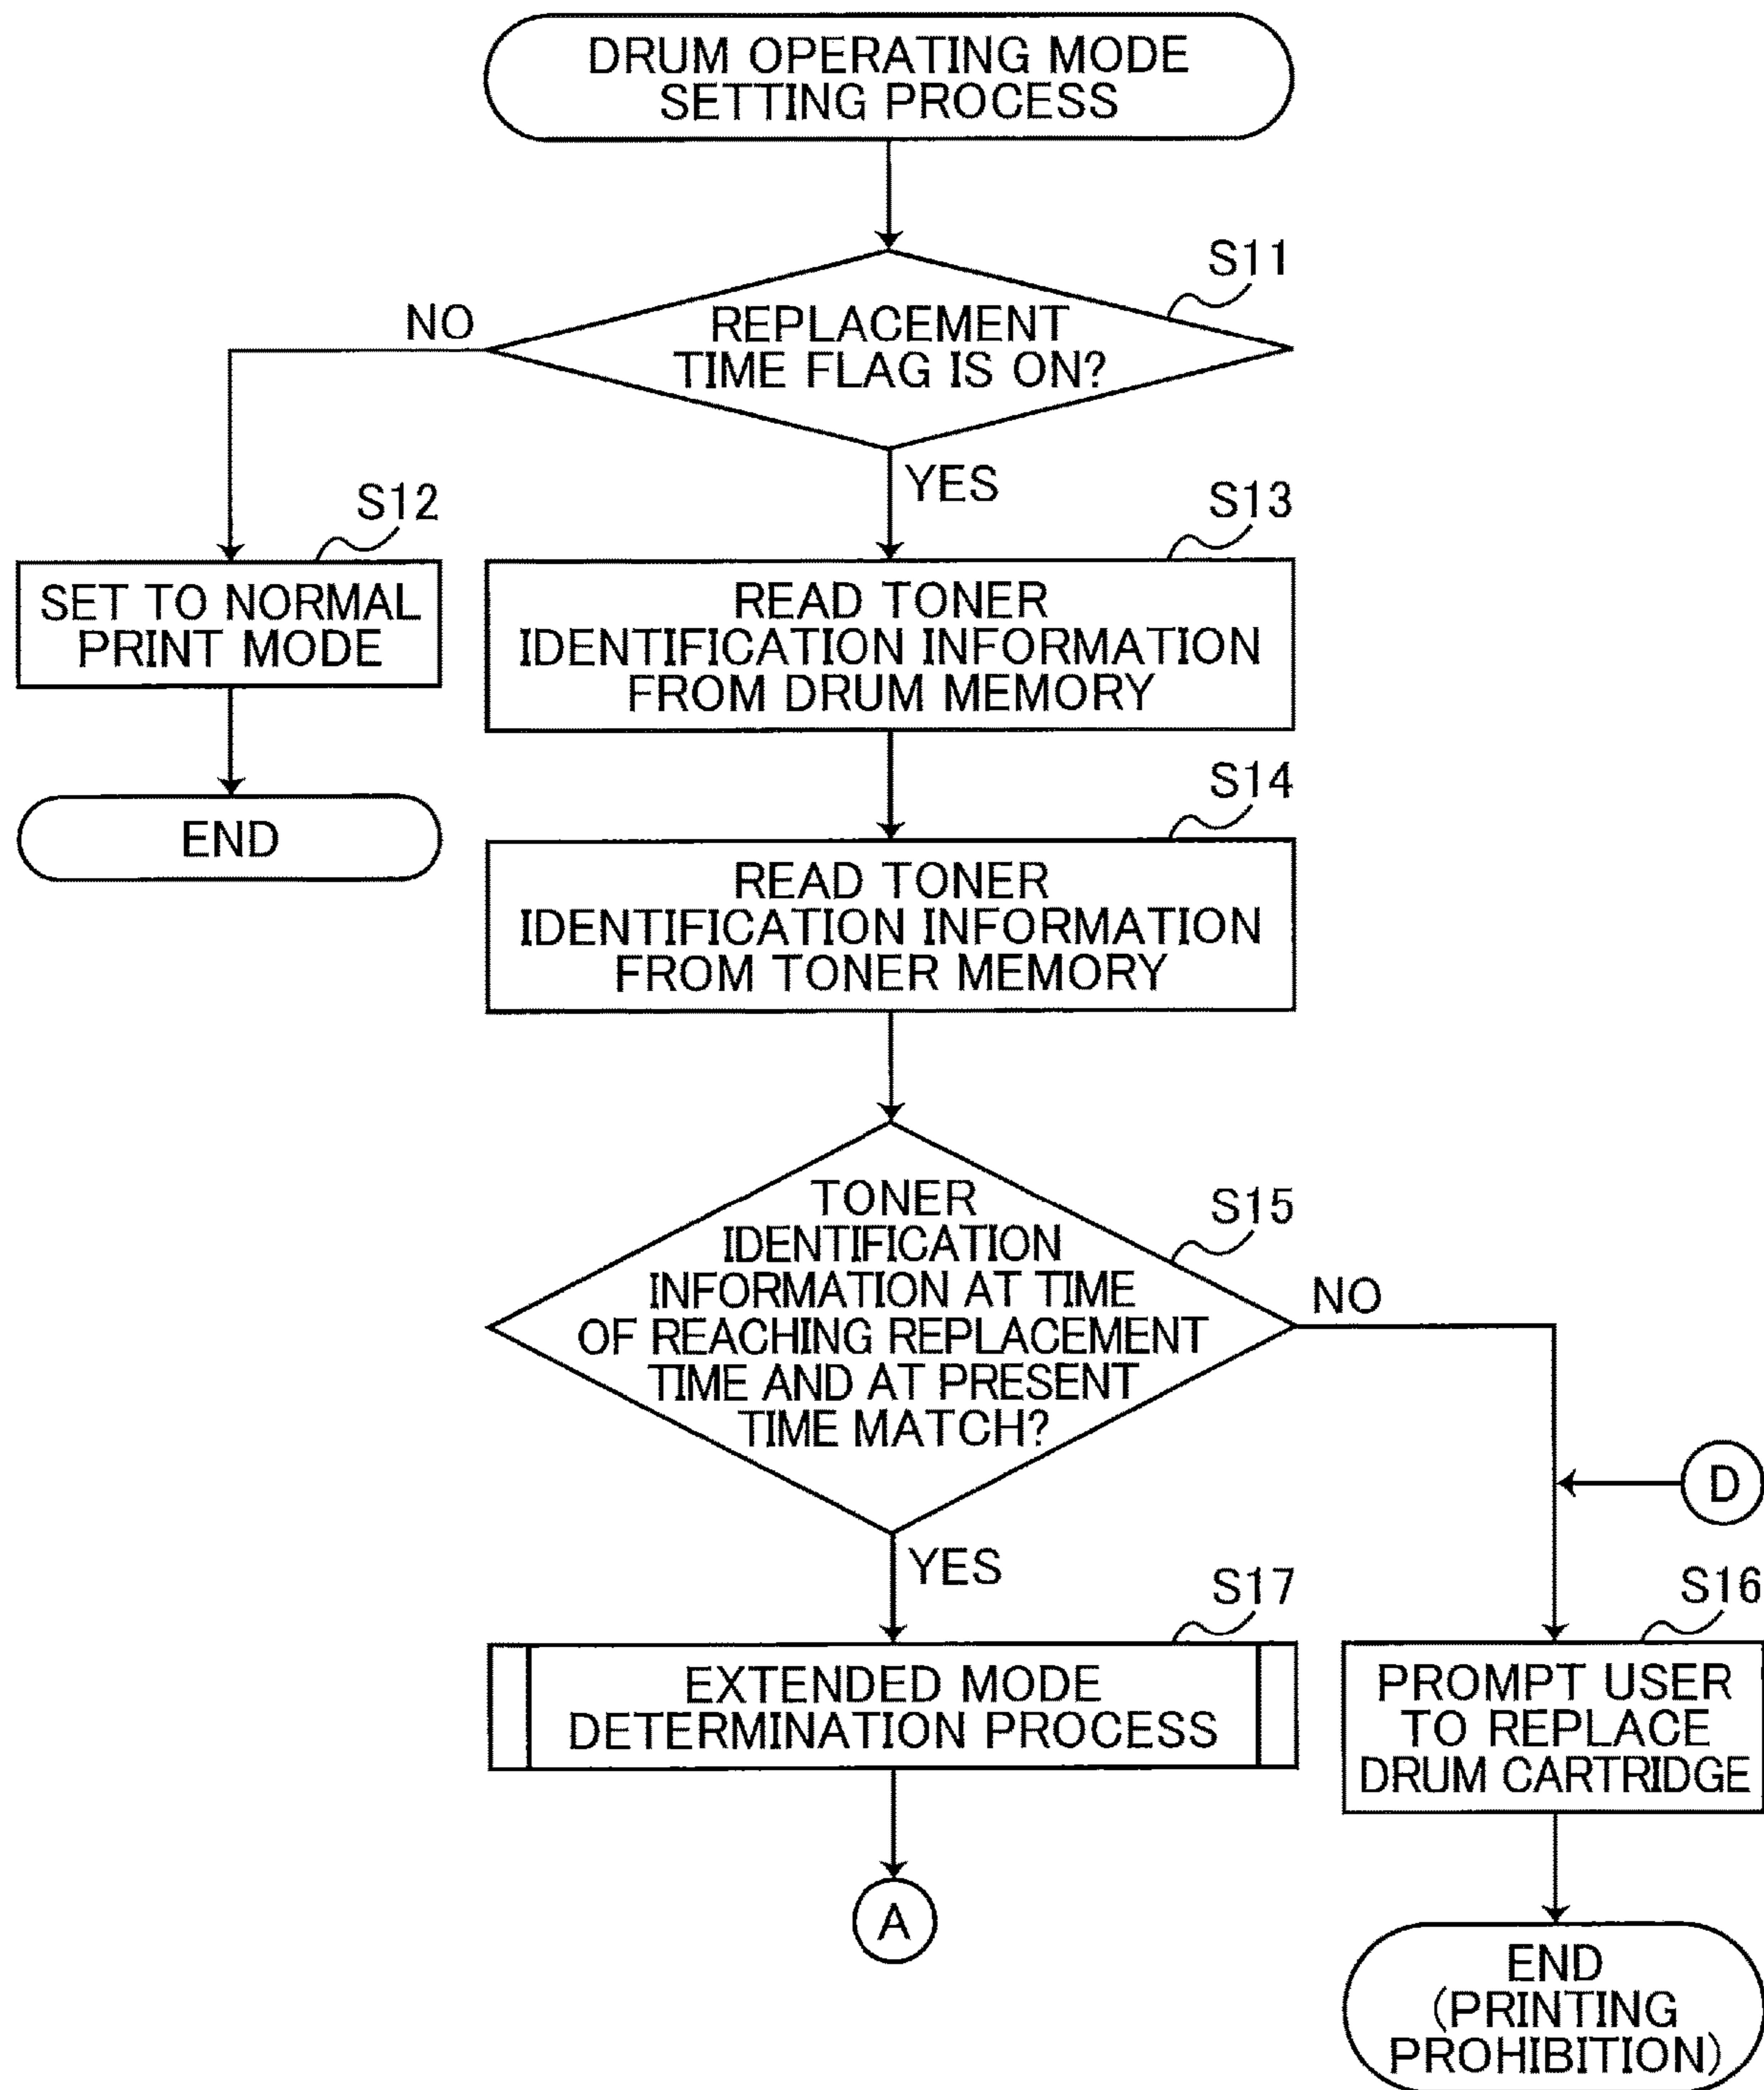 DRUM OPERATING MODE
SETTING PROCESS
S11
NO
REPLACEMENT
TIME FLAG IS ON?
YES
S12
SET TO NORMAL
PRINT MODE
END
S13
READ TONER
IDENTIFICATION INFORMATION
FROM DRUM MEMORY
S14
READ TONER
IDENTIFICATION INFORMATION
FROM TONER MEMORY
S15
TONER
IDENTIFICATION
INFORMATION AT TIME
OF REACHING REPLACEMENT
TIME AND AT PRESENT
TIME MATCH?
NO
D
YES
S17
EXTENDED MODE
DETERMINATION PROCESS
A
S16
PROMPT USER
TO REPLACE
DRUM CARTRIDGE
END
(PRINTING
PROHIBITION)